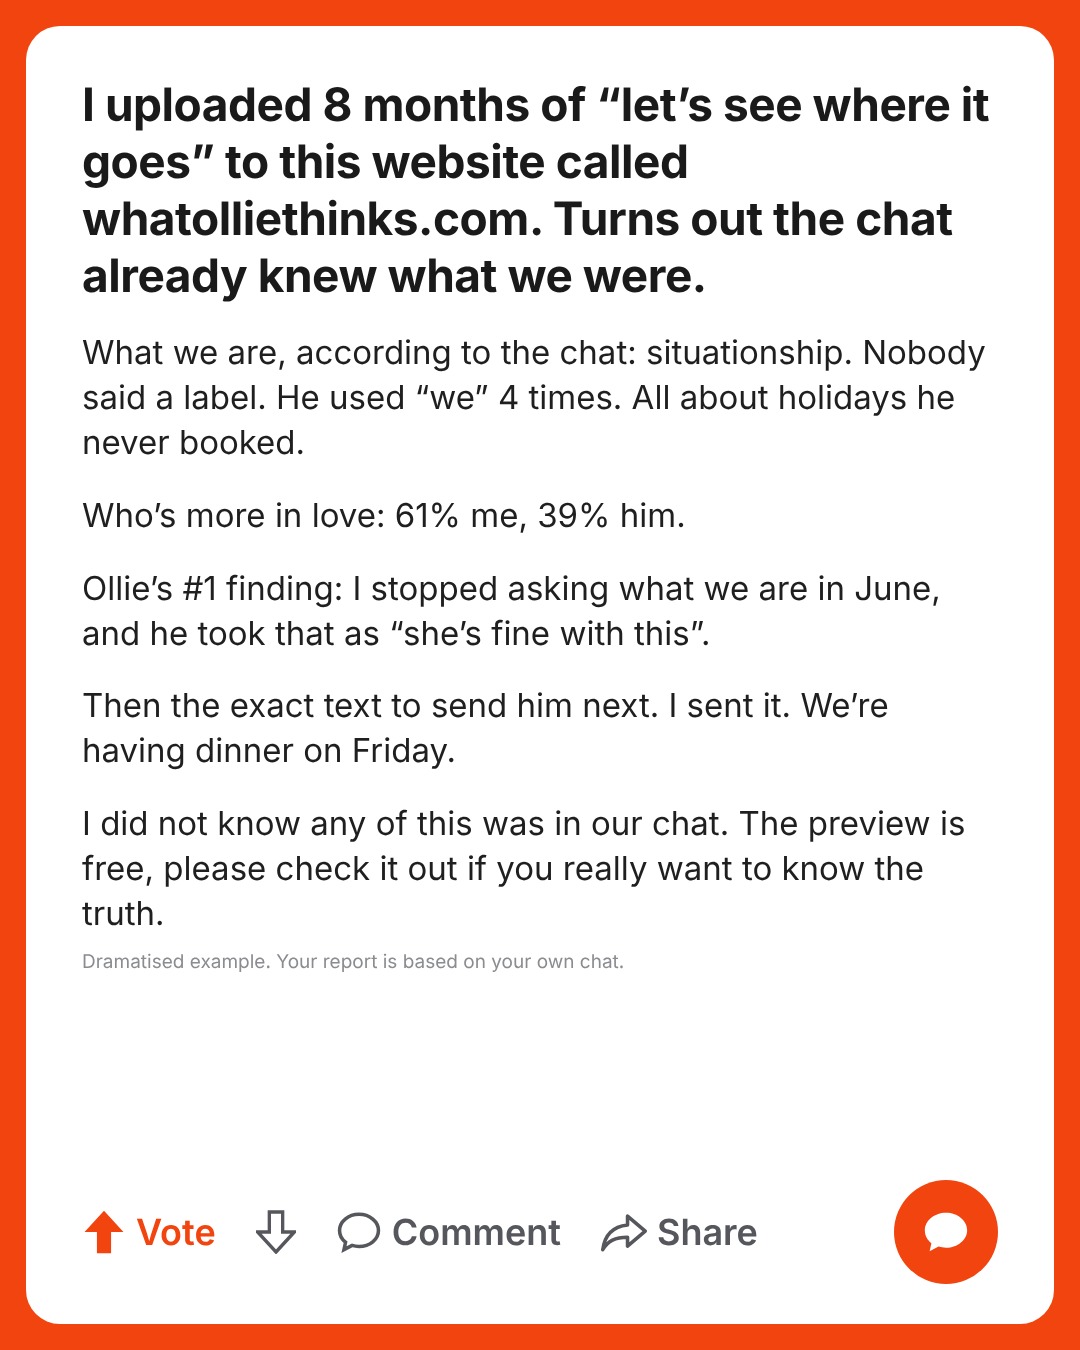 I uploaded 8 months of “let’s see where it
goes” to this website called
whatolliethinks.com. Turns out the chat
already knew what we were.
What we are, according to the chat: situationship. Nobody
said a label. He used “we” 4 times. All about holidays he
never booked.
Who’s more in love: 61% me, 39% him.
Ollie’s #1 finding: I stopped asking what we are in June,
and he took that as “she’s fine with this”.
Then the exact text to send him next. I sent it. We’re
having dinner on Friday.
I did not know any of this was in our chat. The preview is
free, please check it out if you really want to know the
truth.
Dramatised example. Your report is based on your own chat.
Vote Comment Share